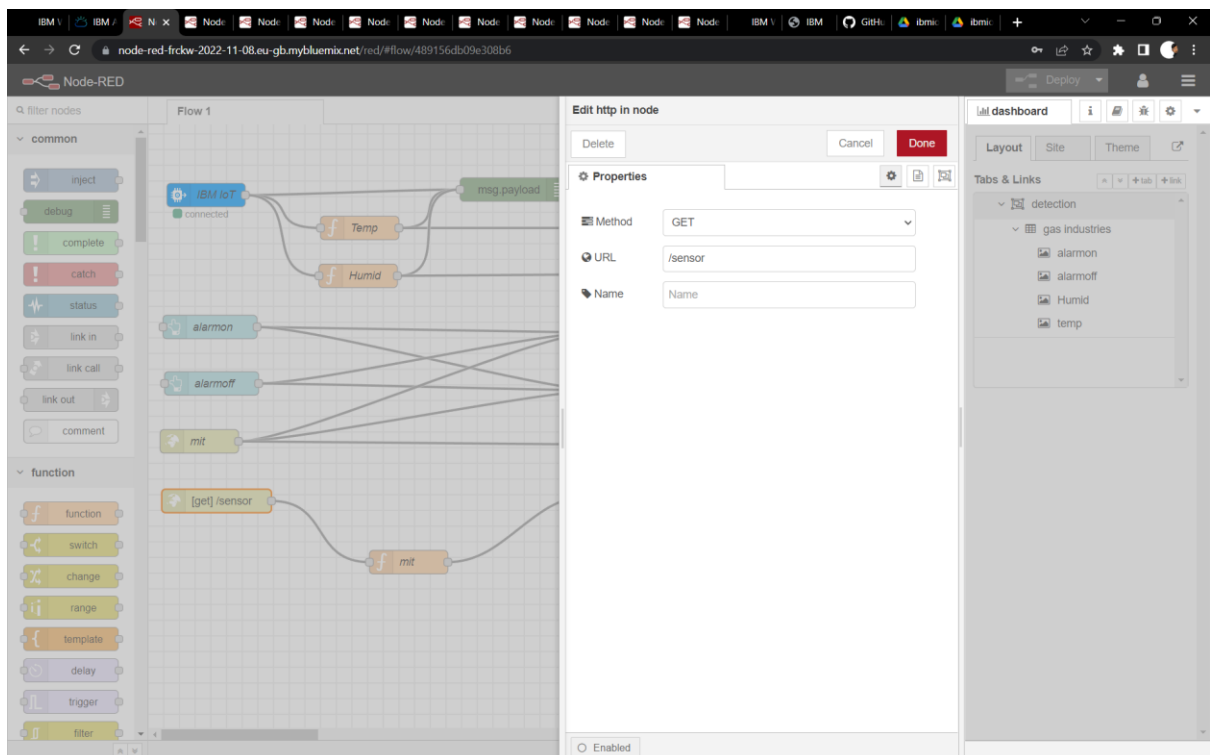 IBM \ IBM / N Node Node Node Node Node Node Node Node Node Node IBM \ IBM GitHu ibmic ibmic
node-red-frckw-2022-11-08.eu-gb.mybluemix.net/red/#flow/489156db09e308b6
Node-RED Deploy
filter nodes
common
inject
debug
complete
catch
status
link in
link call
link out
comment
function
function
switch
change
range
template
delay
trigger
filter
Flow 1
IBM IoT
connected
msg.payload
Temp
Humid
alarmon
alarmoff
mit
[get] /sensor
mit
Edit http in node
Delete Cancel Done
Properties
Method GET
URL /sensor
Name Name
Enabled
dashboard i
Layout Site Theme
Tabs & Links + tab + link
detection
gas industries
alarmon
alarmoff
Humid
temp